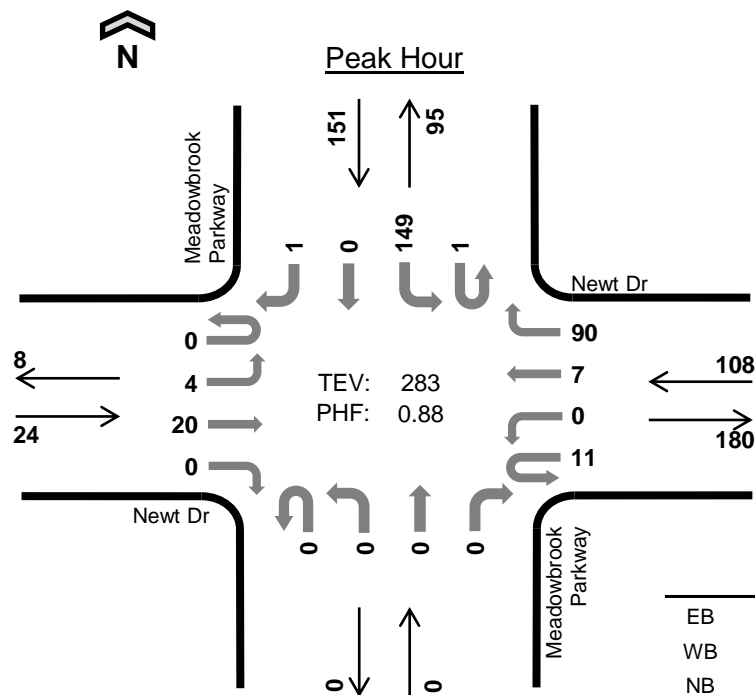 N
Peak Hour
151
95
Meadowbrook
Parkway
1
0
149
1
Newt Dr
0
90
8
4
TEV: 283
7
108
24
20
PHF: 0.88
0
180
0
11
Newt Dr
0
0
0
0
Meadowbrook
Parkway
EB
WB
NB
0
0